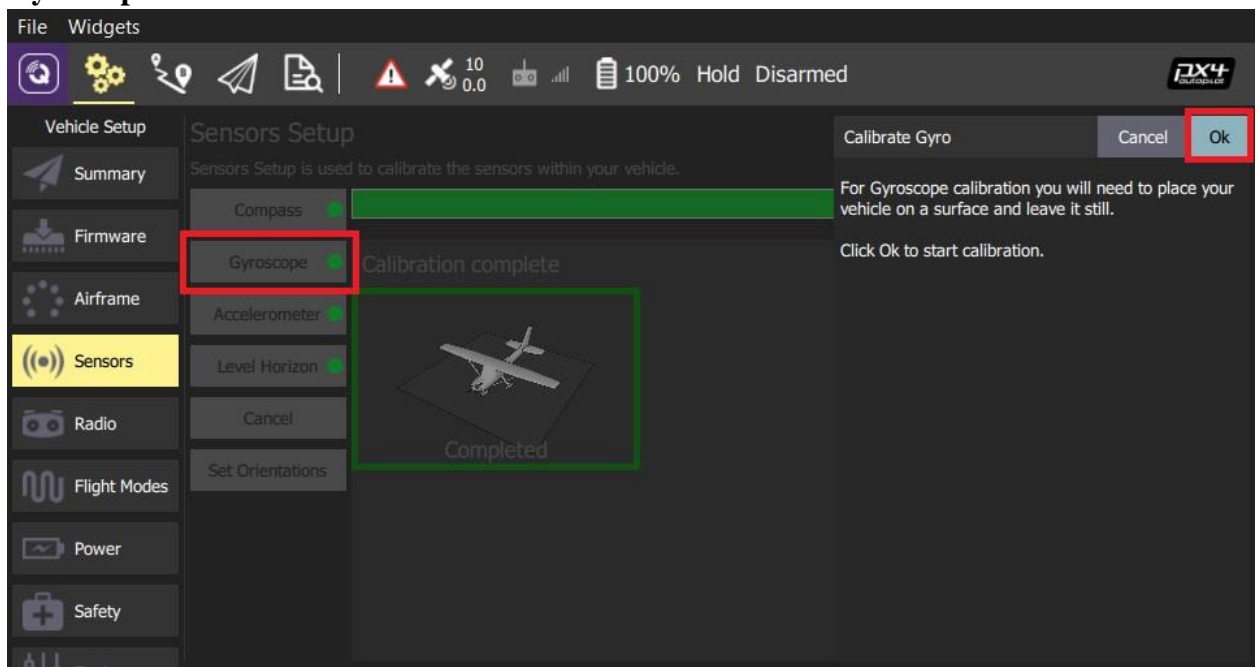 File Widgets
10
0.0
100% Hold Disarmed
PX4
autopilot
Vehicle Setup
Summary
Firmware
Airframe
Sensors
Radio
Flight Modes
Power
Safety
Sensors Setup
Sensors Setup is used to calibrate the sensors within your vehicle.
Compass
Gyroscope
Accelerometer
Level Horizon
Cancel
Set Orientations
Calibration complete
Completed
Calibrate Gyro
Cancel
Ok
For Gyroscope calibration you will need to place your
vehicle on a surface and leave it still.
Click Ok to start calibration.